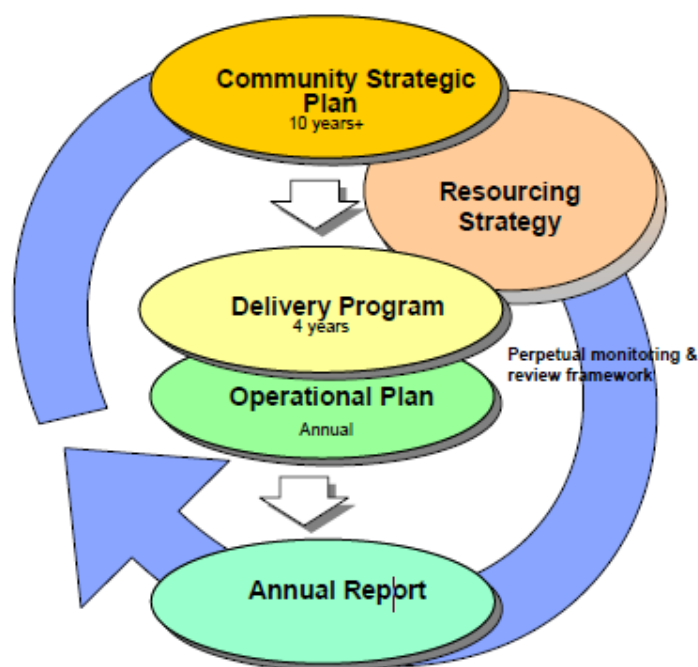 Community Strategic
Plan
10 years+
Resourcing
Strategy
Delivery Program
4 years
Perpetual monitoring &
review framework
Operational Plan
Annual
Annual Report